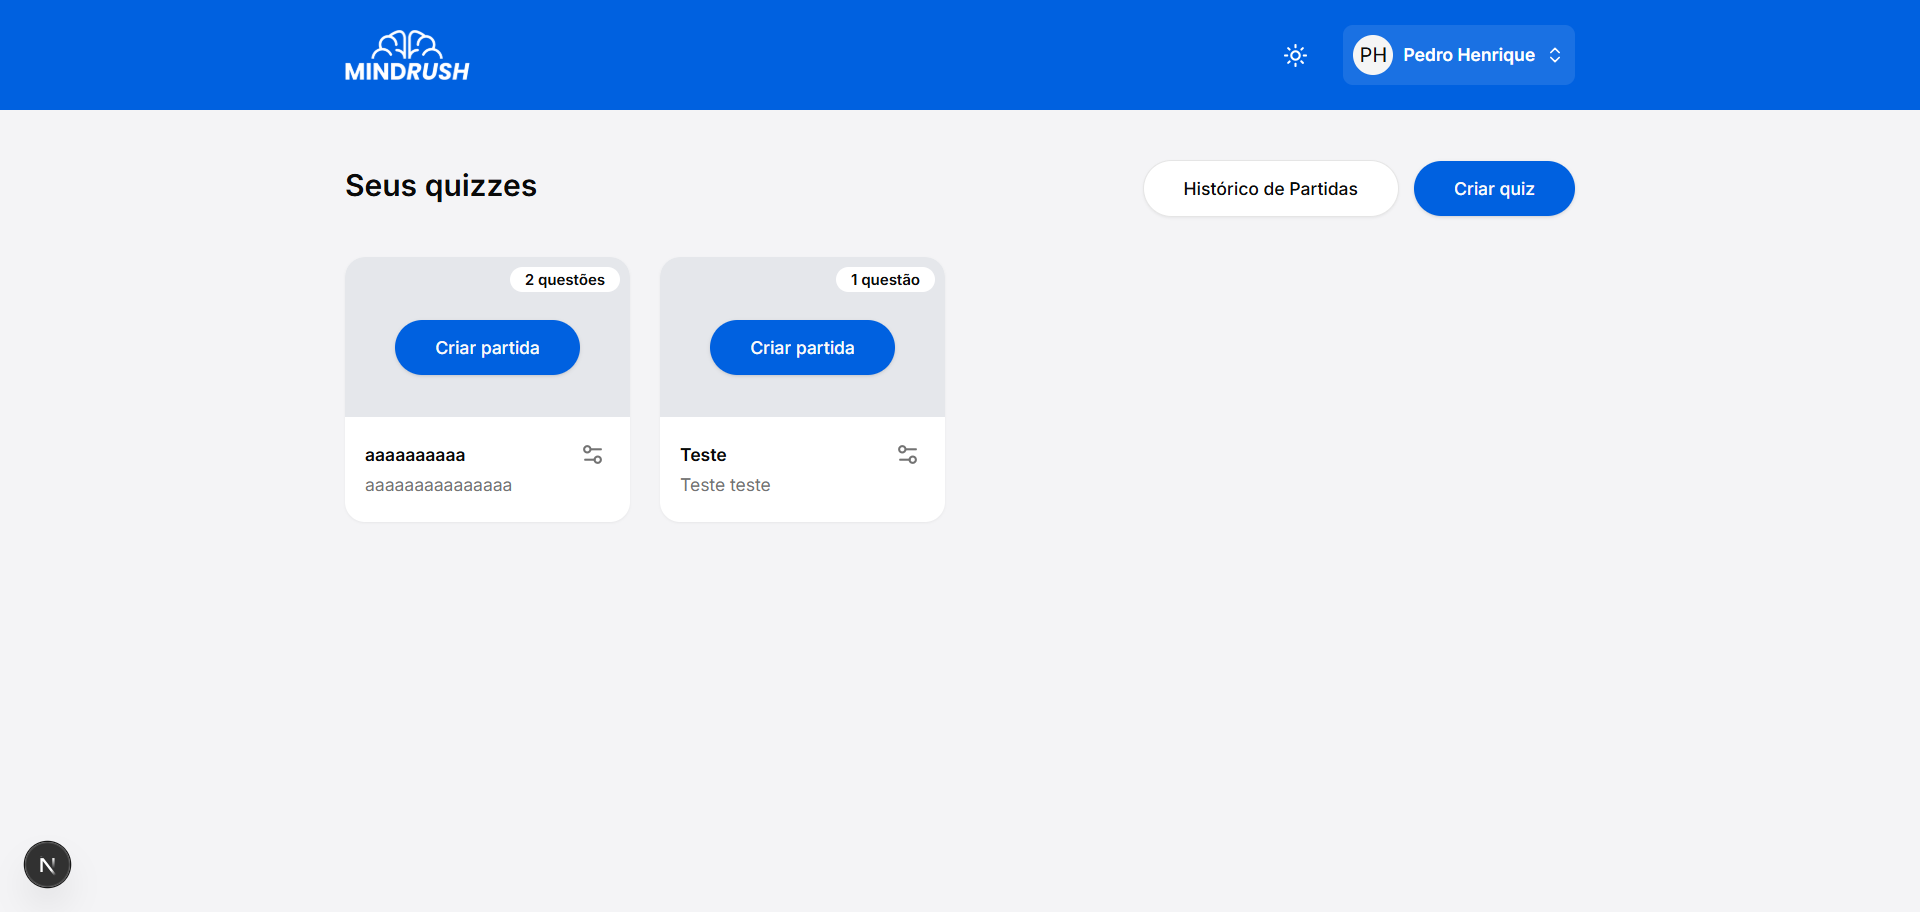 MINDRUSH
PH
Pedro Henrique
Seus quizzes
Histórico de Partidas
Criar quiz
2 questões
Criar partida
aaaaaaaaaa
aaaaaaaaaaaaaaa
1 questão
Criar partida
Teste
Teste teste
N